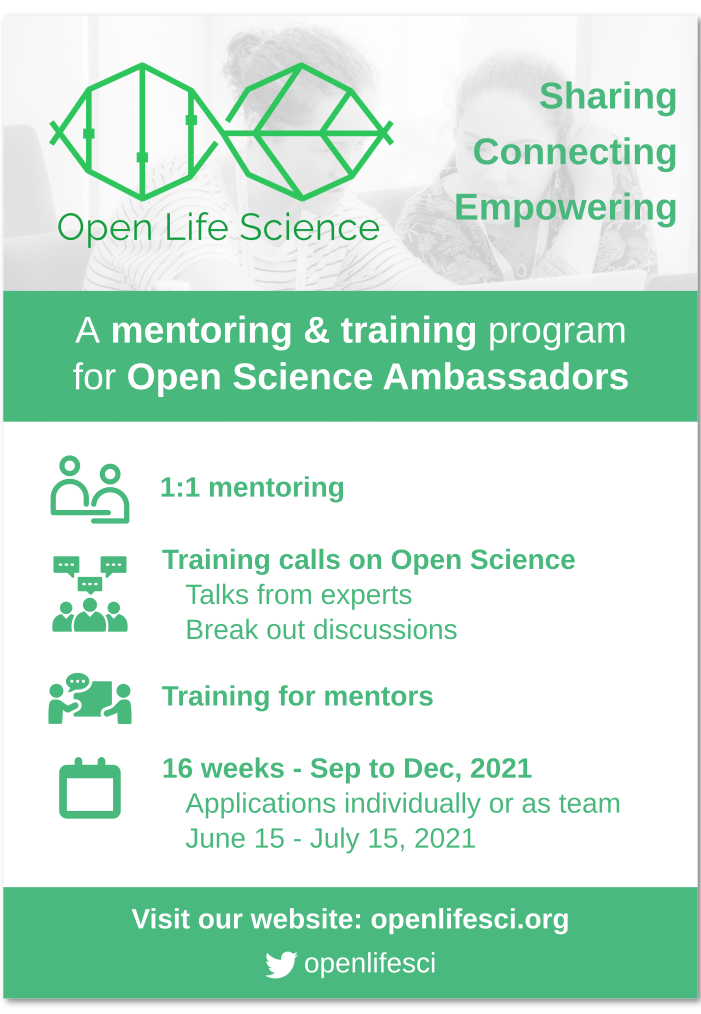 Open Life Science
Sharing
Connecting
Empowering
A mentoring & training program
for Open Science Ambassadors
1:1 mentoring
Training calls on Open Science
Talks from experts
Break out discussions
Training for mentors
16 weeks - Sep to Dec, 2021
Applications individually or as team
June 15 - July 15, 2021
Visit our website: openlifesci.org
openlifesci